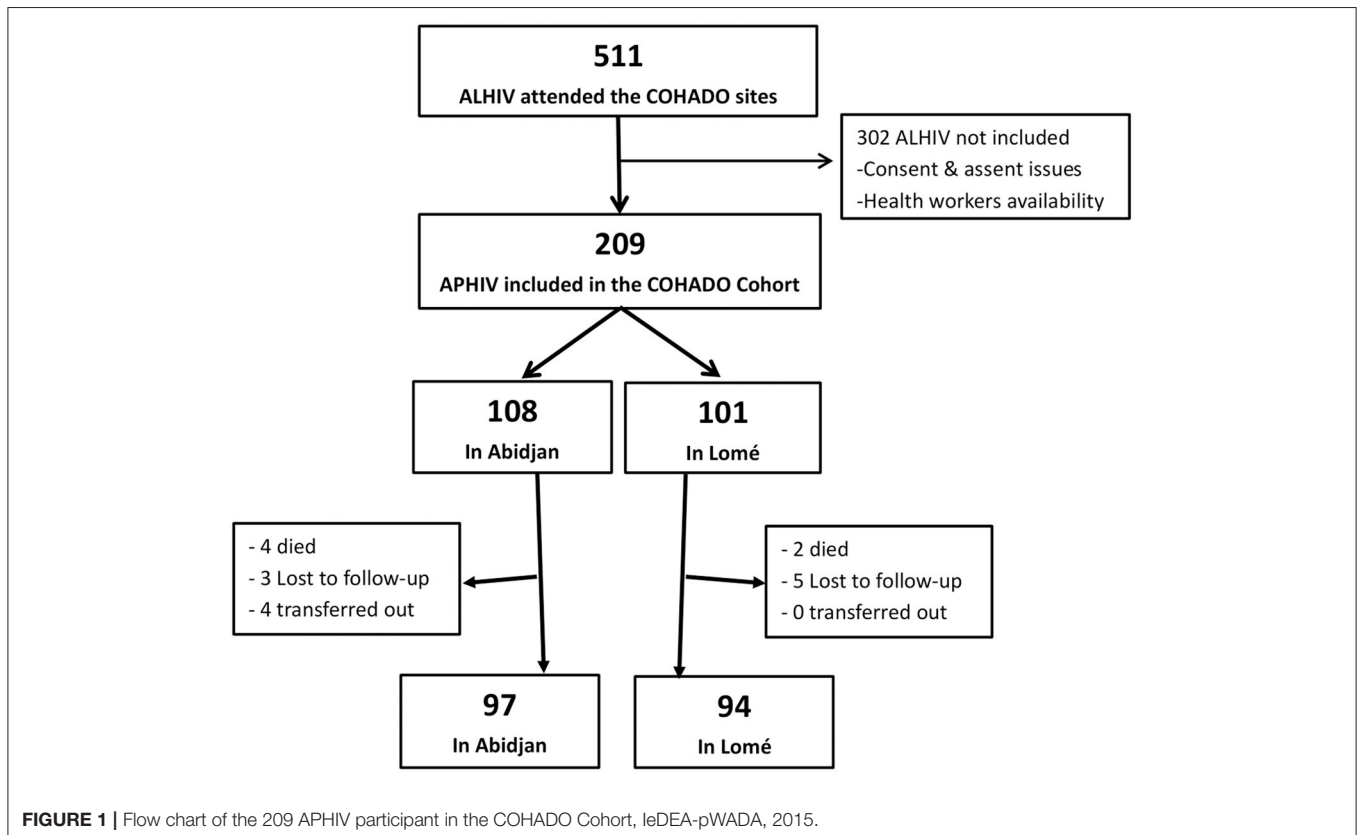 511
ALHIV attended the COHADO sites
302 ALHIV not included
-Consent & assent issues
-Health workers availability
209
APHIV included in the COHADO Cohort
108
In Abidjan
101
In Lomé
- 4 died
- 3 Lost to follow-up
- 4 transferred out
- 2 died
- 5 Lost to follow-up
- 0 transferred out
97
In Abidjan
94
In Lomé
FIGURE 1 | Flow chart of the 209 APHIV participant in the COHADO Cohort, IeDEA-pWADA, 2015.